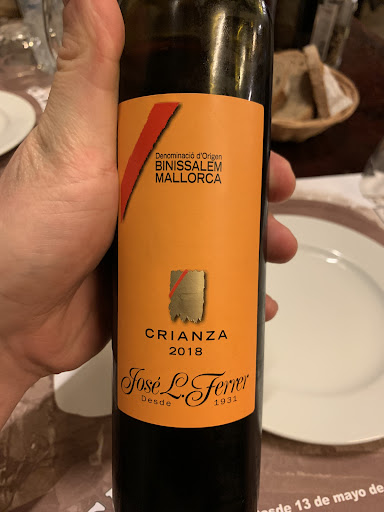 Denominació d'Origen
BINISSALEM
MALLORCA
CRIANZA
2018
José L. Ferrer
Desde 1931
desde 13 de mayo de